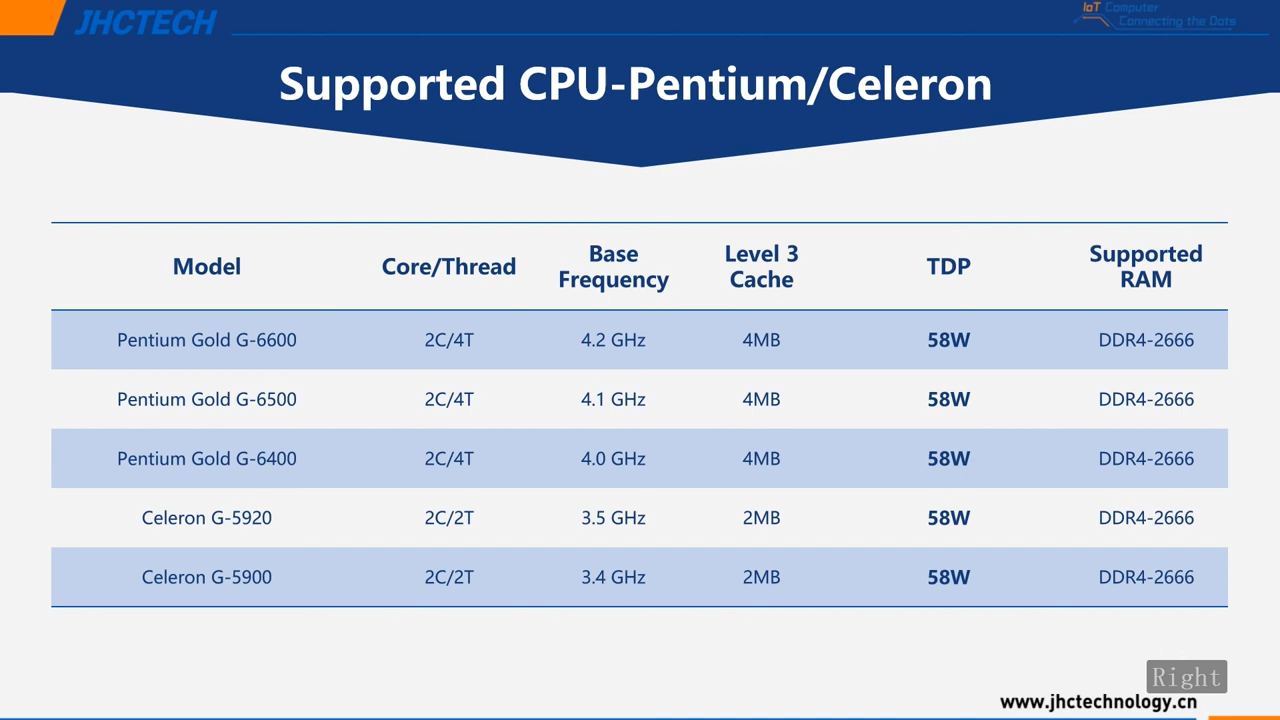 JHCTECH
IoT Computer
Connecting the Dots
Supported CPU-Pentium/Celeron
Model Core/Thread Base Frequency Level 3 Cache TDP Supported RAM
Pentium Gold G-6600 2C/4T 4.2 GHz 4MB 58W DDR4-2666
Pentium Gold G-6500 2C/4T 4.1 GHz 4MB 58W DDR4-2666
Pentium Gold G-6400 2C/4T 4.0 GHz 4MB 58W DDR4-2666
Celeron G-5920 2C/2T 3.5 GHz 2MB 58W DDR4-2666
Celeron G-5900 2C/2T 3.4 GHz 2MB 58W DDR4-2666
Right
www.jhctechnology.cn